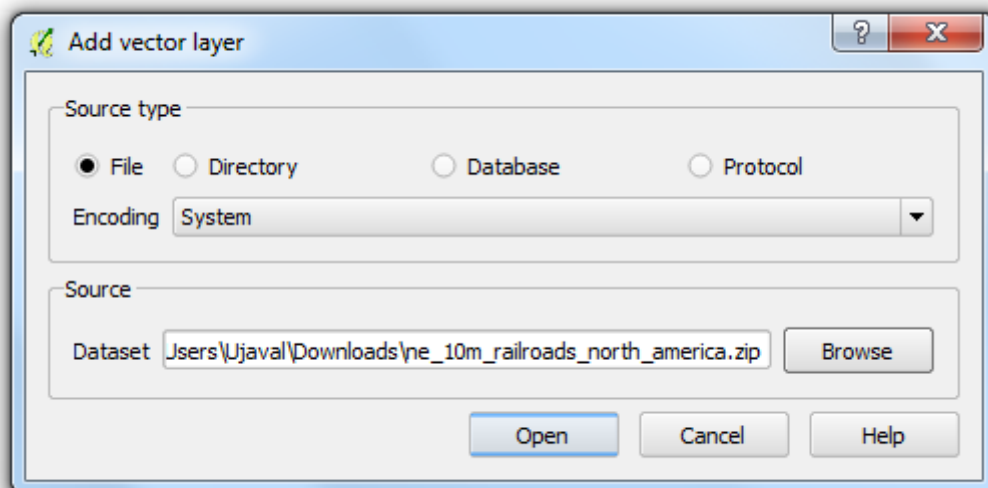 Add vector layer
?
Source type
File Directory Database Protocol
Encoding System
Source
Dataset Users\Ujaval\Downloads\ne_10m_railroads_north_america.zip Browse
Open Cancel Help